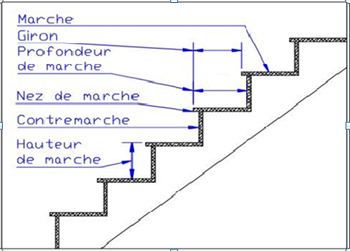 Marche
Giron
Profondeur
de marche
Nez de marche
Contremarche
Hauteur
de marche